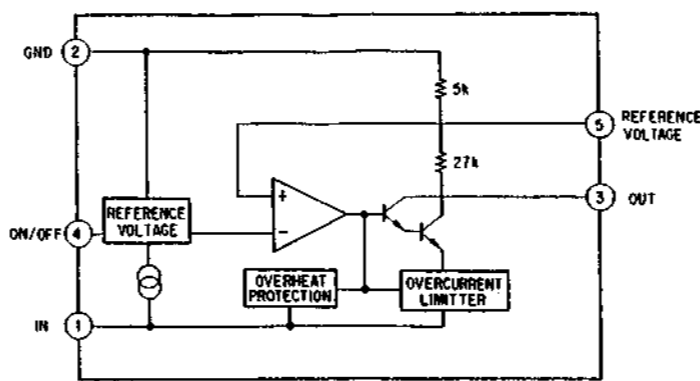 GND 2
5k
5 REFERENCE
VOLTAGE
27k
+
3 OUT
REFERENCE
VOLTAGE
ON/OFF 4
-
OVERHEAT
PROTECTION
OVERCURRENT
LIMITTER
IN 1